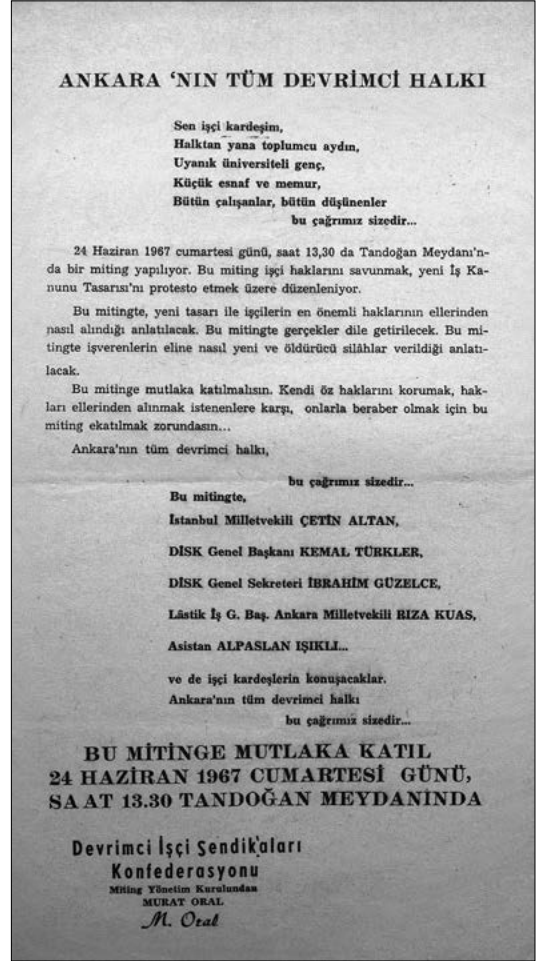 ANKARA ‘NIN TÜM DEVRİMCİ HALKI
Sen işçi kardeşim,
Halktan yana toplumcu aydın,
Uyanık üniversiteli genç,
Küçük esnaf ve memur,
Bütün çalışanlar, bütün düşünenler
bu çağrımız sizedir...
24 Haziran 1967 cumartesi günü, saat 13,30 da Tandoğan Meydanı’n-
da bir miting yapılıyor. Bu miting işçi haklarını savunmak, yeni İş Ka-
nunu Tasarısı’nı protesto etmek üzere düzenleniyor.
Bu mitingte, yeni tasarı ile işçilerin en önemli haklarının ellerinden
nasıl alındığı anlatılacak. Bu mitingte gerçekler dile getirilecek. Bu mi-
tingte işverenlerin eline nasıl yeni ve öldürücü silâhlar verildiği anlatı-
lacak.
Bu mitinge mutlaka katılmalısın. Kendi öz haklarını korumak, hak-
ları ellerinden alınmak istenenlere karşı, onlarla beraber olmak için bu
miting ekatılmak zorundasın...
Ankara’nın tüm devrimci halkı,
bu çağrımız sizedir...
Bu mitingte,
İstanbul Milletvekili ÇETİN ALTAN,
DİSK Genel Başkanı KEMAL TÜRKLER,
DİSK Genel Sekreteri İBRAHİM GÜZELCE,
Lâstik İş G. Baş. Ankara Milletvekili RIZA KUAS,
Asistan ALPASLAN IŞIKLI...
ve de işçi kardeşlerin konuşacaklar.
Ankara’nın tüm devrimci halkı
bu çağrımız sizedir...
BU MİTİNGE MUTLAKA KATIL
24 HAZİRAN 1967 CUMARTESİ GÜNÜ,
SAAT 13.30 TANDOĞAN MEYDANINDA
Devrimci İşçi Sendikaları
Konfederasyonu
Miting Yönetim Kurulundan
MURAT ORAL
M. Oral